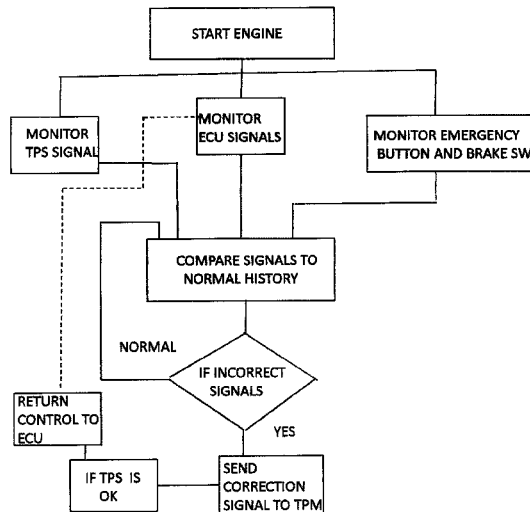 START ENGINE
MONITOR
TPS SIGNAL
MONITOR
ECU SIGNALS
MONITOR EMERGENCY
BUTTON AND BRAKE SW
COMPARE SIGNALS TO
NORMAL HISTORY
NORMAL
IF INCORRECT
SIGNALS
YES
RETURN
CONTROL TO
ECU
IF TPS IS
OK
SEND
CORRECTION
SIGNAL TO TPM